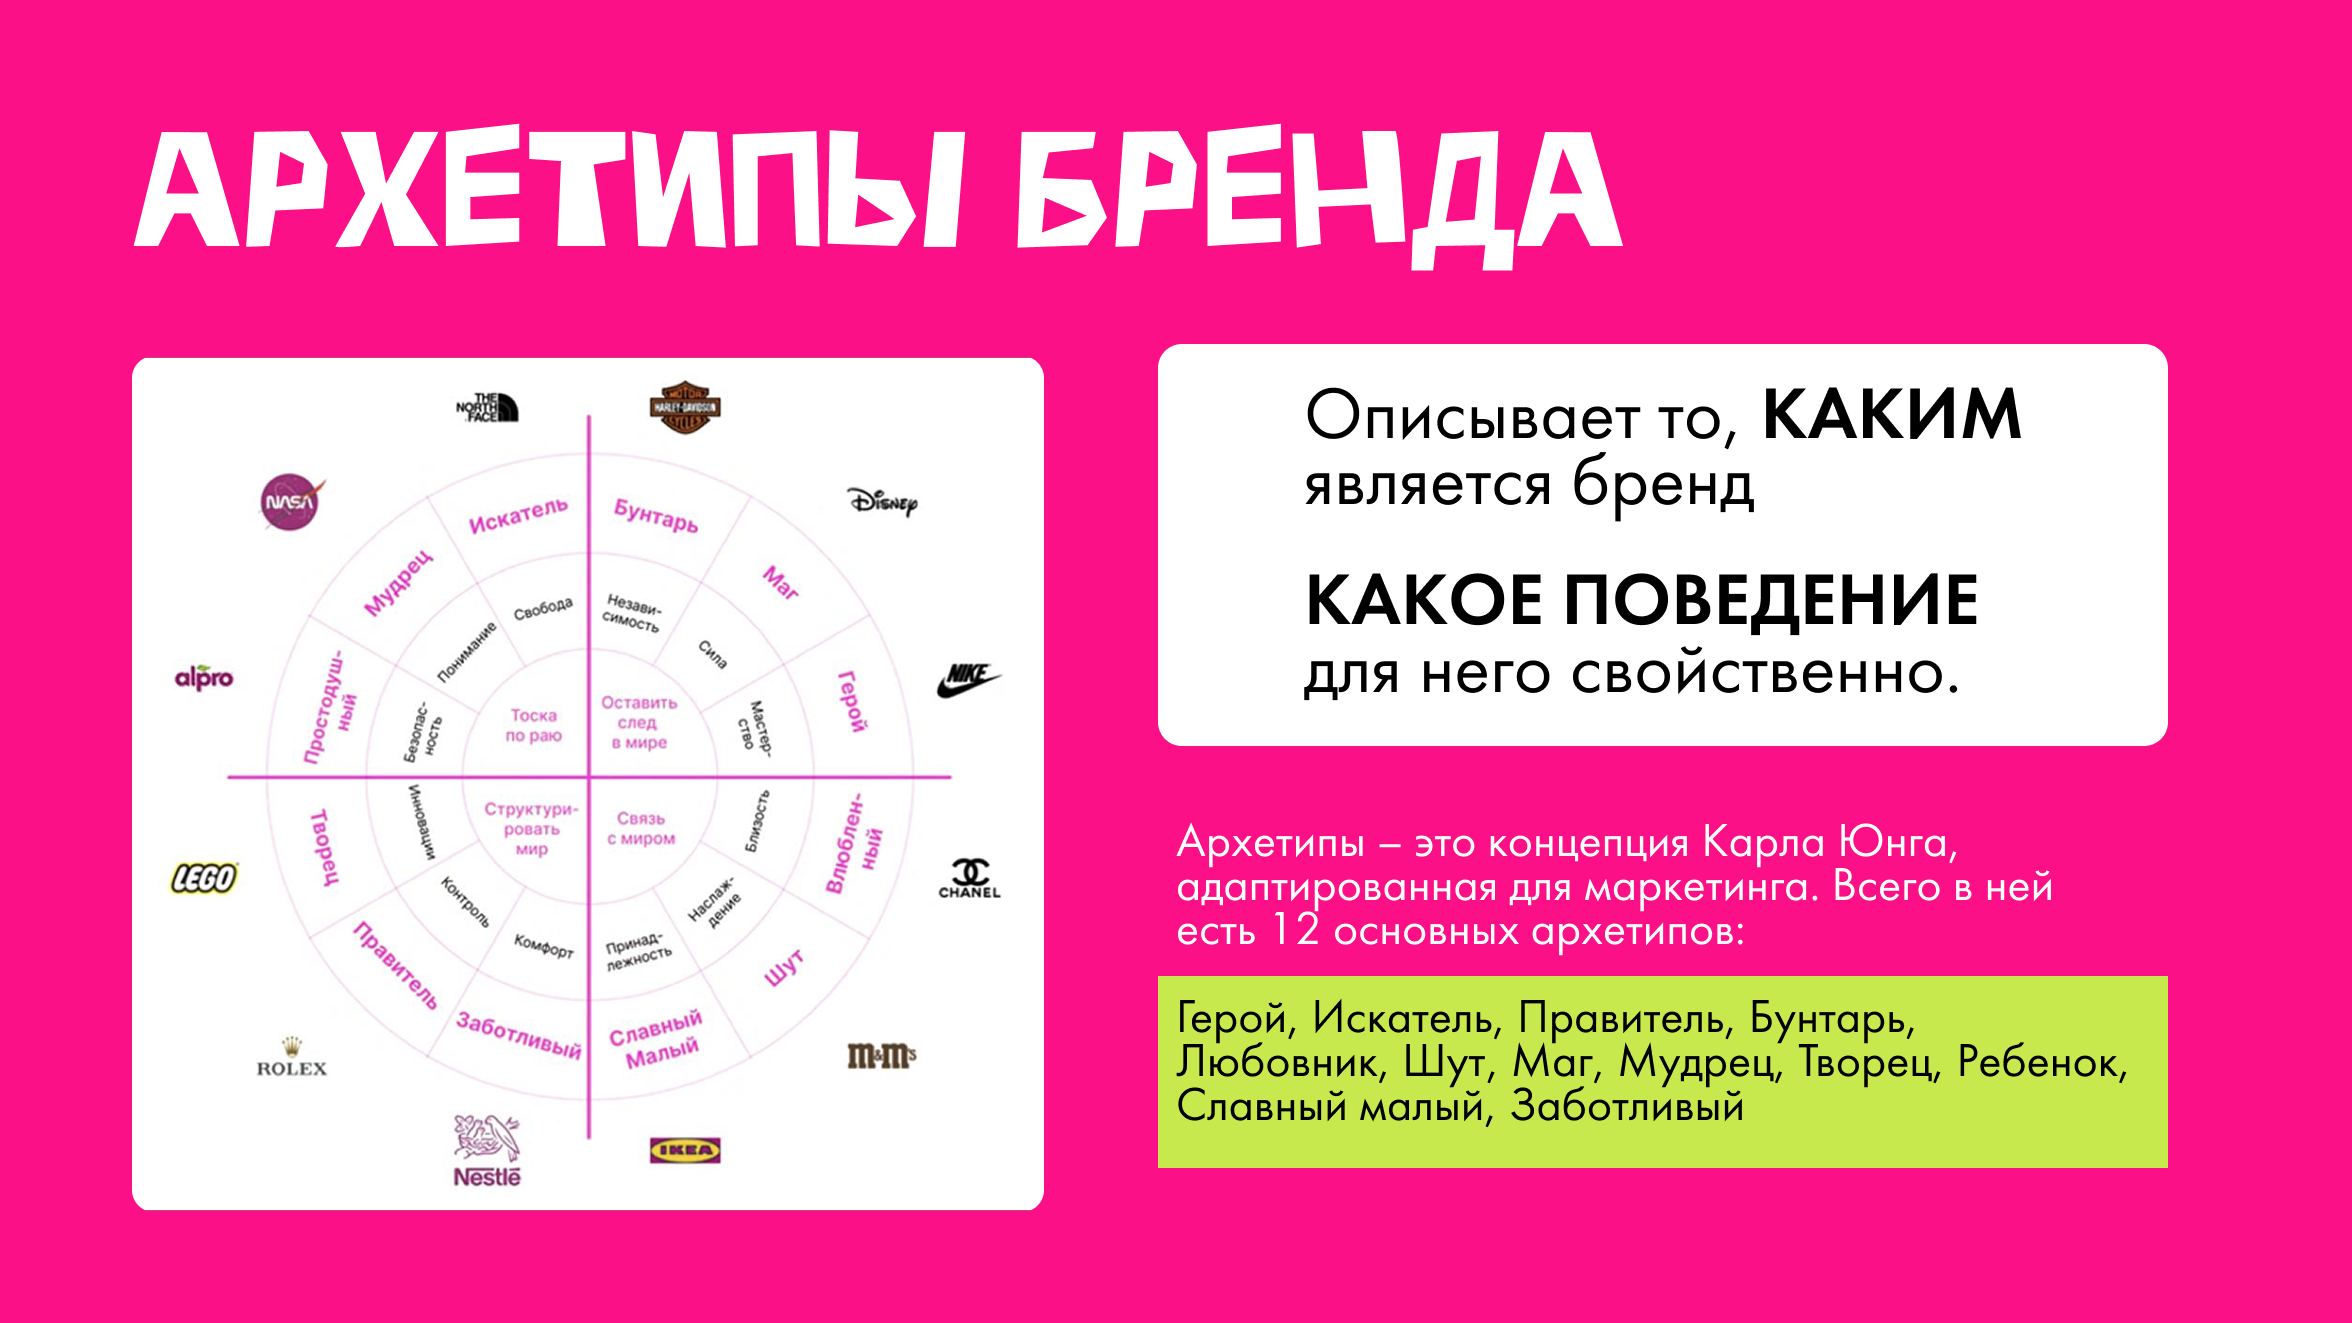 АРХЕТИПЫ БРЕНДА
THE
NORTH
FACE
MOTOR
HARLEY-DAVIDSON
CYCLES
NASA
Disney
alpro
NIKE
LEGO
CHANEL
ROLEX
m&m's
Nestlé
IKEA
Искатель
Бунтарь
Мудрец
Маг
Простодуш-
ный
Герой
Творец
Влюблен-
ный
Правитель
Шут
Заботливый
Славный
Малый
Свобода
Незави-
симость
Понимание
Сила
Безопас-
ность
Мастер-
ство
Инновации
Близость
Контроль
Наслаж-
дение
Комфорт
Принад-
лежность
Тоска
по раю
Оставить
след
в мире
Структури-
ровать
мир
Связь
с миром
Описывает то, КАКИМ
является бренд
КАКОЕ ПОВЕДЕНИЕ
для него свойственно.
Архетипы – это концепция Карла Юнга,
адаптированная для маркетинга. Всего в ней
есть 12 основных архетипов:
Герой, Искатель, Правитель, Бунтарь,
Любовник, Шут, Маг, Мудрец, Творец, Ребенок,
Славный малый, Заботливый